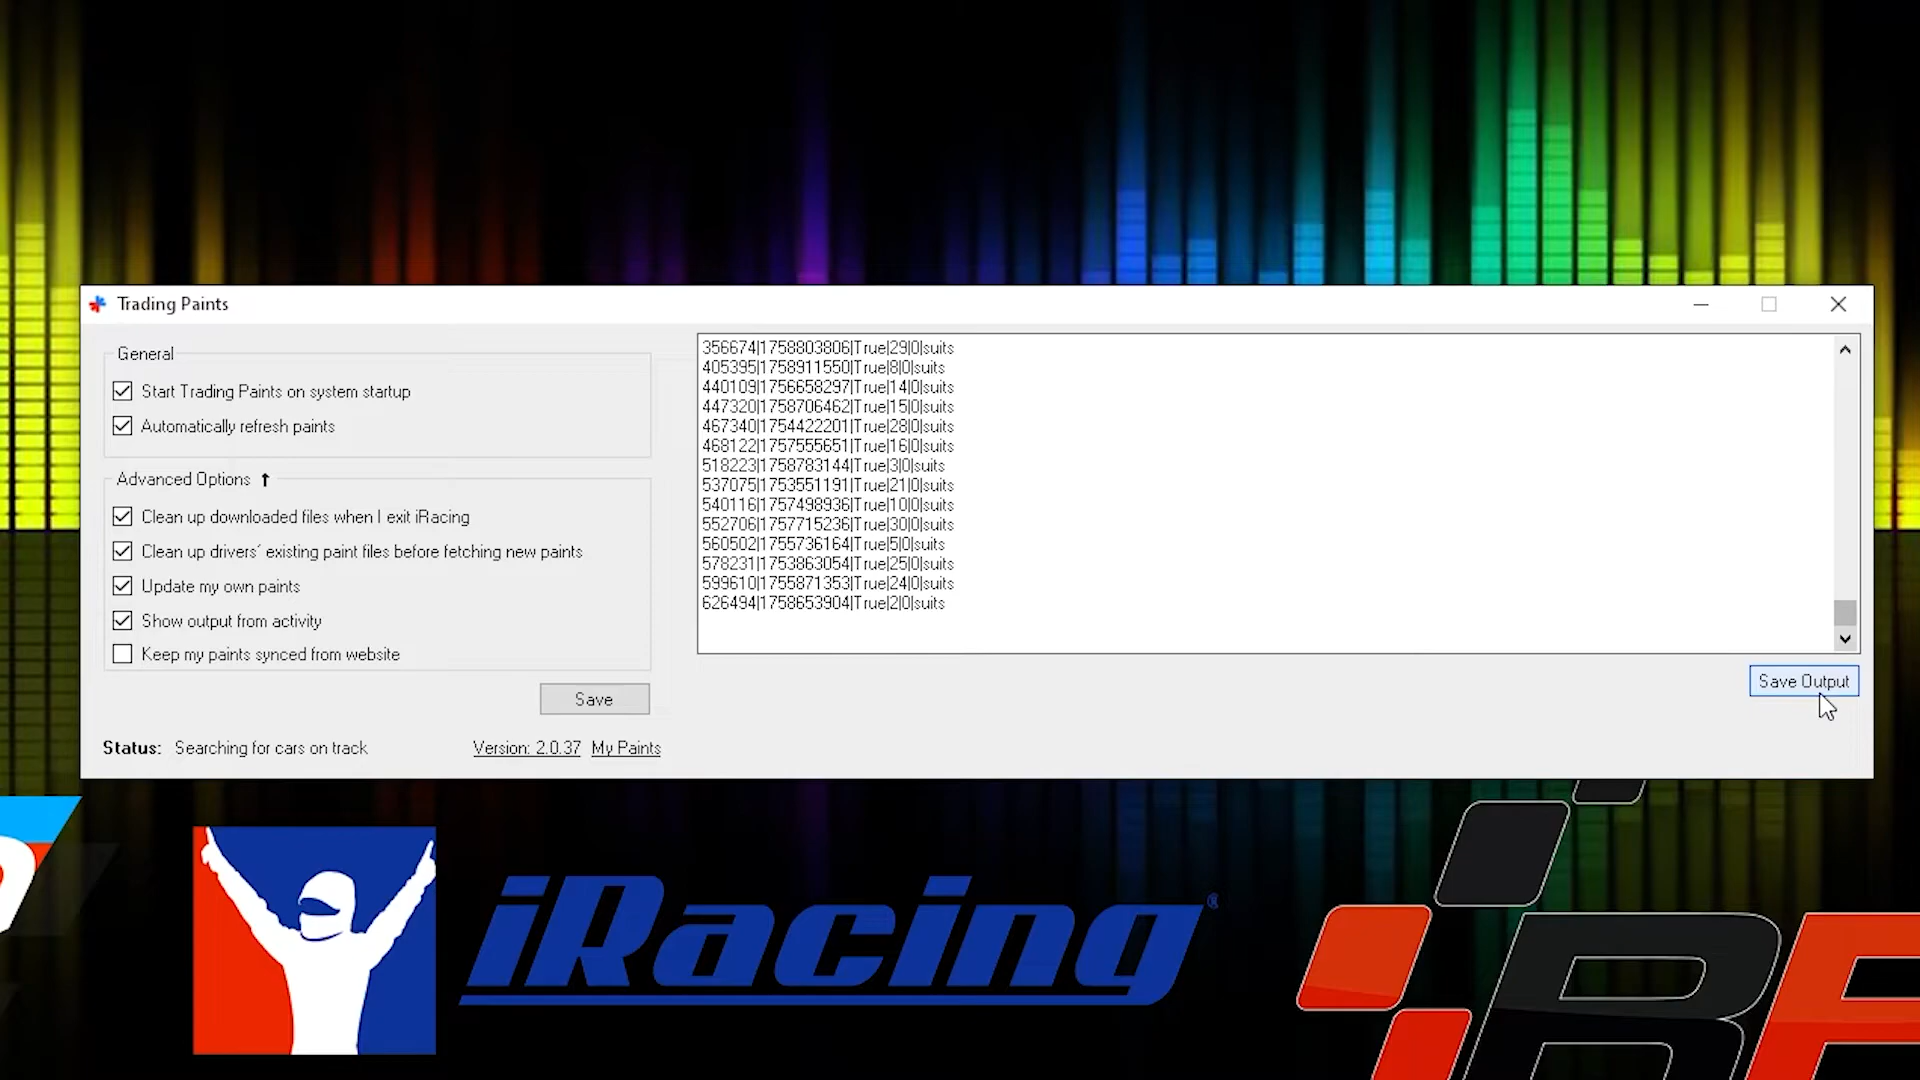 Trading Paints
General
Start Trading Paints on system startup
Automatically refresh paints
Advanced Options ↑
Clean up downloaded files when I exit iRacing
Clean up drivers' existing paint files before fetching new paints
Update my own paints
Show output from activity
Keep my paints synced from website
Save
Status: Searching for cars on track
Version: 2.0.37 My Paints
356674|1758803806|True|29|0|suits
405395|1758911550|True|8|0|suits
440109|1756658297|True|14|0|suits
447320|1758706462|True|15|0|suits
467340|1754422201|True|28|0|suits
468122|1757555651|True|16|0|suits
518223|1758783144|True|3|0|suits
537075|1753551191|True|21|0|suits
540116|1757498936|True|10|0|suits
552706|1757715236|True|30|0|suits
560502|1755736164|True|5|0|suits
578231|1753863054|True|25|0|suits
599610|1755871353|True|24|0|suits
626494|1758653904|True|2|0|suits
Save Output
iRacing®